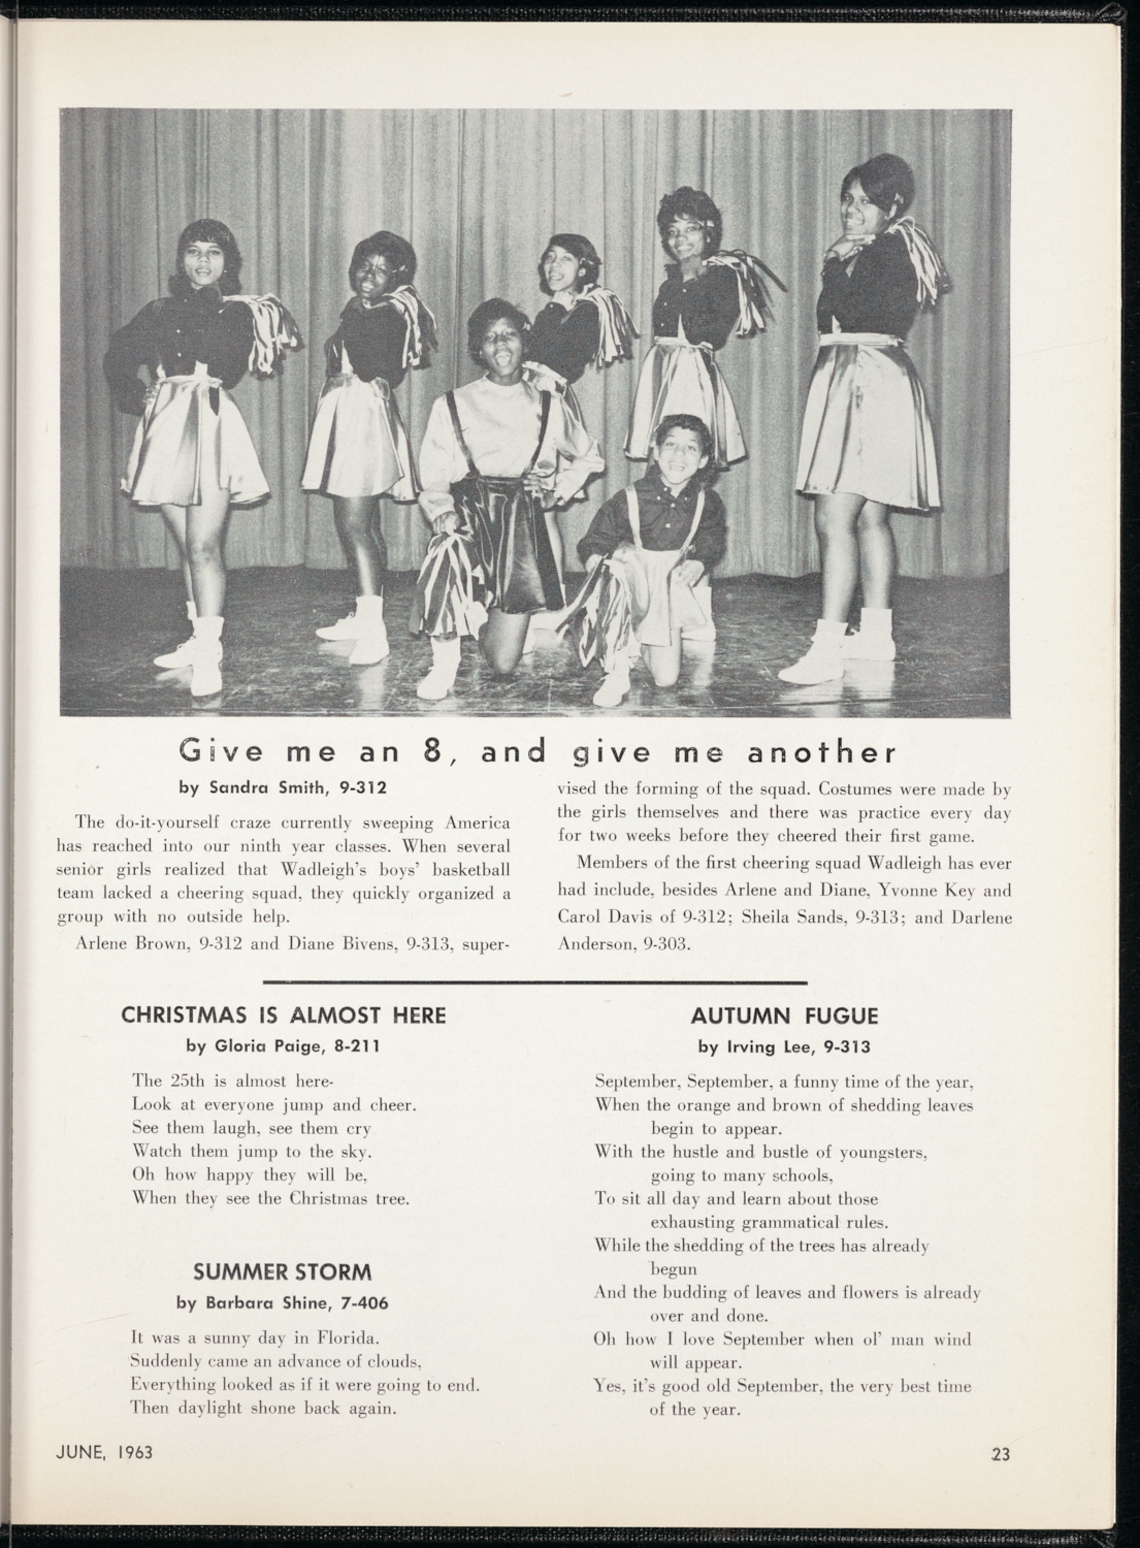 Give me an 8, and give me another
by Sandra Smith, 9-312
The do-it-yourself craze currently sweeping America
has reached into our ninth year classes. When several
senior girls realized that Wadleigh's boys' basketball
team lacked a cheering squad, they quickly organized a
group with no outside help.
Arlene Brown, 9-312 and Diane Bivens, 9-313, super-
vised the forming of the squad. Costumes were made by
the girls themselves and there was practice every day
for two weeks before they cheered their first game.
Members of the first cheering squad Wadleigh has ever
had include, besides Arlene and Diane, Yvonne Key and
Carol Davis of 9-312; Sheila Sands, 9-313; and Darlene
Anderson, 9-303.
CHRISTMAS IS ALMOST HERE
by Gloria Paige, 8-211
The 25th is almost here-
Look at everyone jump and cheer.
See them laugh, see them cry
Watch them jump to the sky.
Oh how happy they will be,
When they see the Christmas tree.
SUMMER STORM
by Barbara Shine, 7-406
It was a sunny day in Florida.
Suddenly came an advance of clouds,
Everything looked as if it were going to end.
Then daylight shone back again.
AUTUMN FUGUE
by Irving Lee, 9-313
September, September, a funny time of the year,
When the orange and brown of shedding leaves
begin to appear.
With the hustle and bustle of youngsters,
going to many schools,
To sit all day and learn about those
exhausting grammatical rules.
While the shedding of the trees has already
begun
And the budding of leaves and flowers is already
over and done.
Oh how I love September when ol' man wind
will appear.
Yes, it's good old September, the very best time
of the year.
JUNE, 1963
23